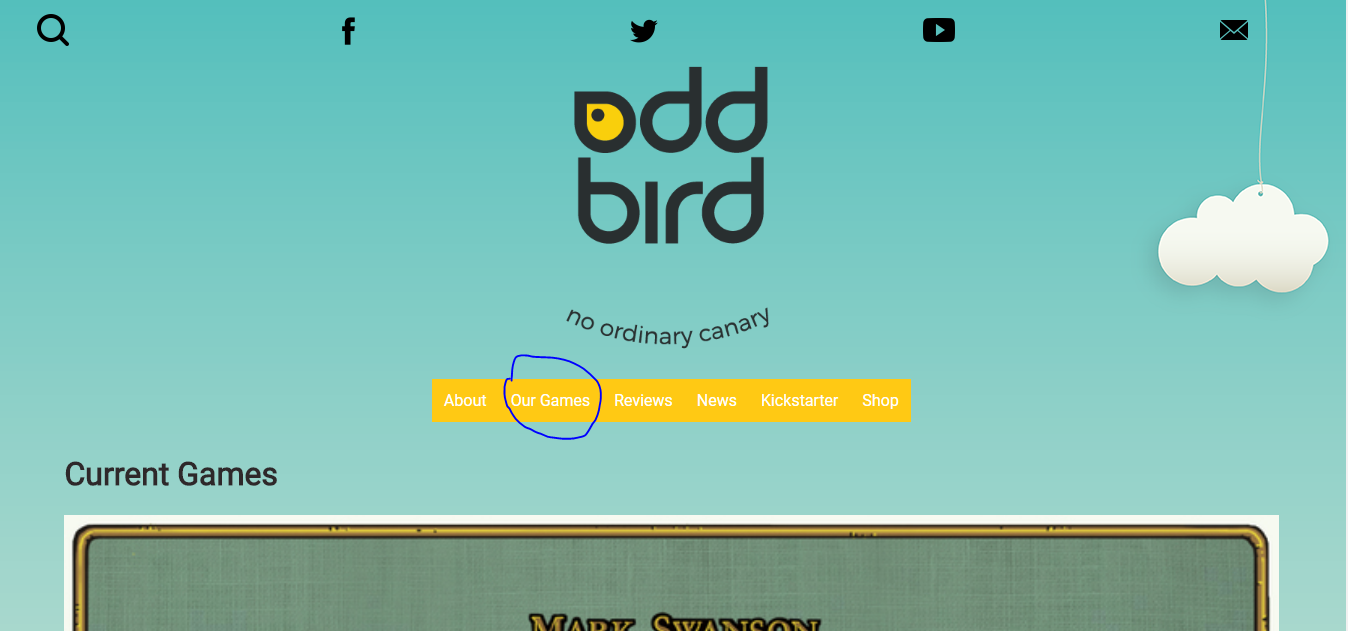 odd
bird
no ordinary canary
About Our Games Reviews News Kickstarter Shop
Current Games
MARK SWANSON